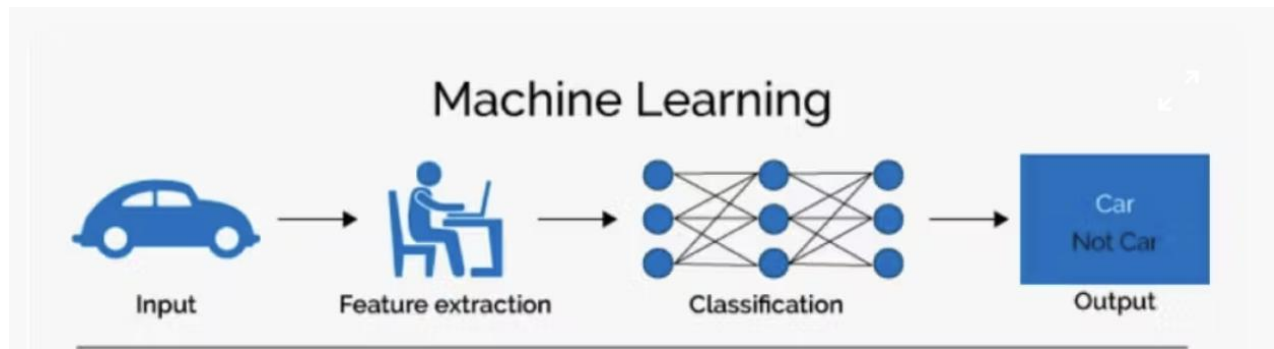 Machine Learning
Car
Not Car
Input
Feature extraction
Classification
Output